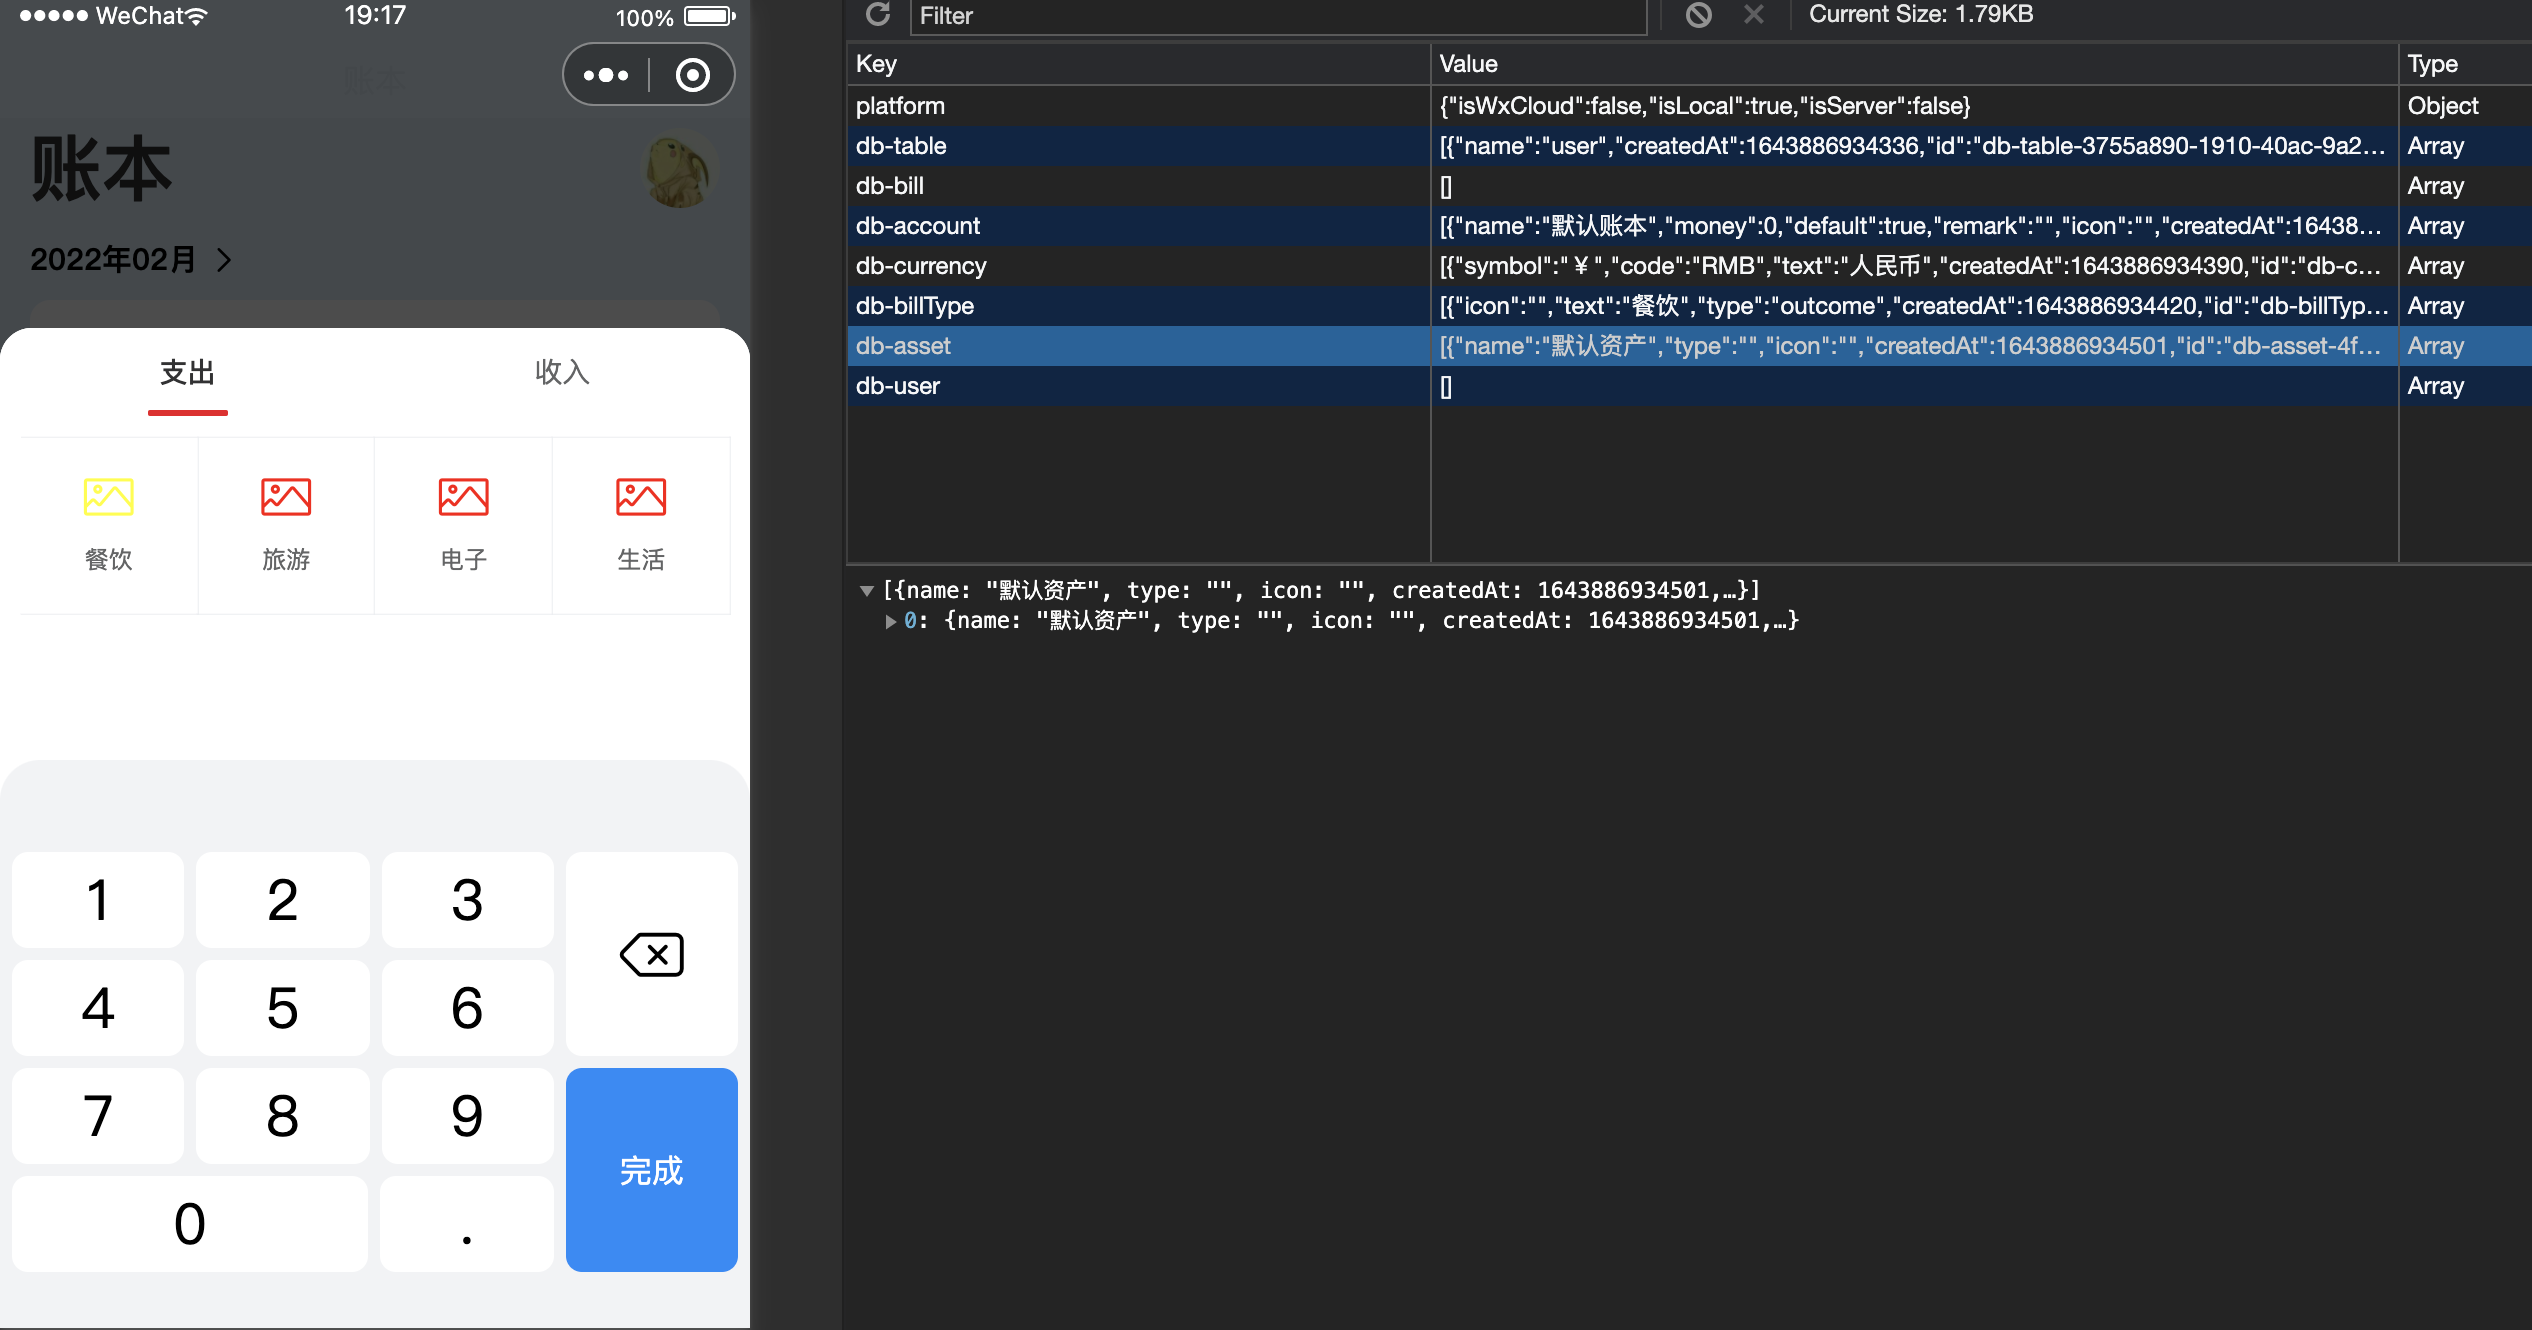 WeChat 19:17 100%
账本
账本
2022年02月
支出 收入
餐饮 旅游 电子 生活
1 2 3
4 5 6
7 8 9
完成
0 .
Filter Current Size: 1.79KB
Key Value Type
platform {"isWxCloud":false,"isLocal":true,"isServer":false} Object
db-table [{"name":"user","createdAt":1643886934336,"id":"db-table-3755a890-1910-40ac-9a2... Array
db-bill [] Array
db-account [{"name":"默认账本","money":0,"default":true,"remark":"","icon":"","createdAt":16438... Array
db-currency [{"symbol":"￥","code":"RMB","text":"人民币","createdAt":1643886934390,"id":"db-c... Array
db-billType [{"icon":"","text":"餐饮","type":"outcome","createdAt":1643886934420,"id":"db-billTyp... Array
db-asset [{"name":"默认资产","type":"","icon":"","createdAt":1643886934501,"id":"db-asset-4f... Array
db-user [] Array
[{name: "默认资产", type: "", icon: "", createdAt: 1643886934501,…}]
0: {name: "默认资产", type: "", icon: "", createdAt: 1643886934501,…}